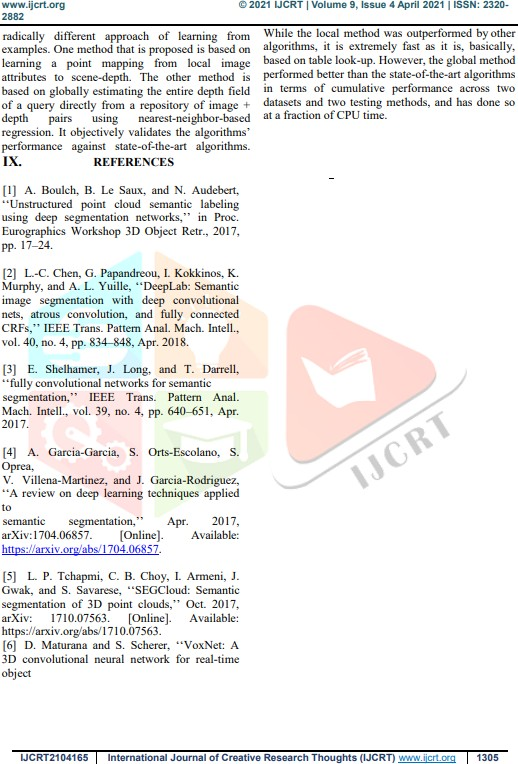 www.ijcrt.org © 2021 IJCRT | Volume 9, Issue 4 April 2021 | ISSN: 2320-
2882
radically different approach of learning from
examples. One method that is proposed is based on
learning a point mapping from local image
attributes to scene-depth. The other method is
based on globally estimating the entire depth field
of a query directly from a repository of image +
depth pairs using nearest-neighbor-based
regression. It objectively validates the algorithms’
performance against state-of-the-art algorithms.
IX. REFERENCES
[1] A. Boulch, B. Le Saux, and N. Audebert,
‘‘Unstructured point cloud semantic labeling
using deep segmentation networks,’’ in Proc.
Eurographics Workshop 3D Object Retr., 2017,
pp. 17–24.
[2] L.-C. Chen, G. Papandreou, I. Kokkinos, K.
Murphy, and A. L. Yuille, ‘‘DeepLab: Semantic
image segmentation with deep convolutional
nets, atrous convolution, and fully connected
CRFs,’’ IEEE Trans. Pattern Anal. Mach. Intell.,
vol. 40, no. 4, pp. 834–848, Apr. 2018.
[3] E. Shelhamer, J. Long, and T. Darrell,
‘‘fully convolutional networks for semantic
segmentation,’’ IEEE Trans. Pattern Anal.
Mach. Intell., vol. 39, no. 4, pp. 640–651, Apr.
2017.
[4] A. Garcia-Garcia, S. Orts-Escolano, S.
Oprea,
V. Villena-Martinez, and J. Garcia-Rodriguez,
‘‘A review on deep learning techniques applied
to
semantic segmentation,’’ Apr. 2017,
arXiv:1704.06857. [Online]. Available:
https://arxiv.org/abs/1704.06857.
[5] L. P. Tchapmi, C. B. Choy, I. Armeni, J.
Gwak, and S. Savarese, ‘‘SEGCloud: Semantic
segmentation of 3D point clouds,’’ Oct. 2017,
arXiv: 1710.07563. [Online]. Available:
https://arxiv.org/abs/1710.07563.
[6] D. Maturana and S. Scherer, ‘‘VoxNet: A
3D convolutional neural network for real-time
object
While the local method was outperformed by other
algorithms, it is extremely fast as it is, basically,
based on table look-up. However, the global method
performed better than the state-of-the-art algorithms
in terms of cumulative performance across two
datasets and two testing methods, and has done so
at a fraction of CPU time.
IJCRT
IJCRT2104165 International Journal of Creative Research Thoughts (IJCRT) www.ijcrt.org 1305